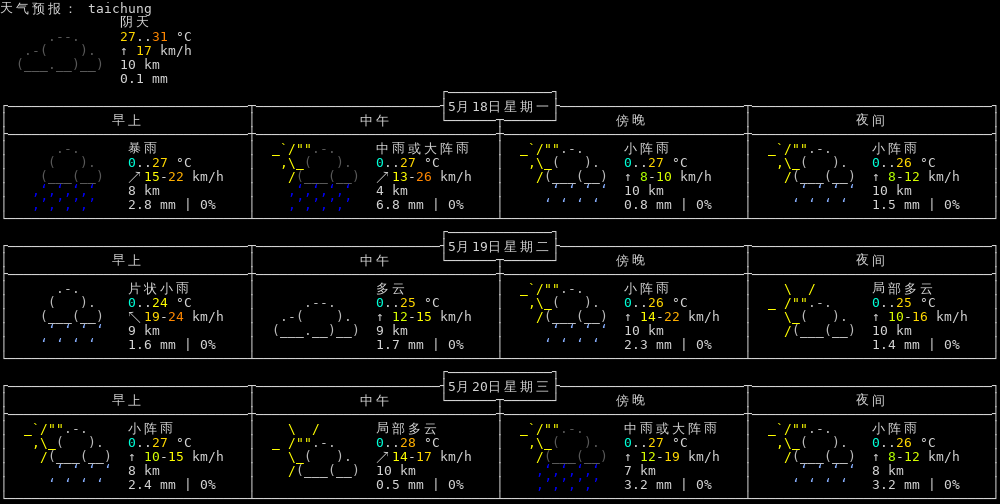 天气预报： taichung
阴天
27..31 °C
↑ 17 km/h
10 km
0.1 mm
5月18日星期一
早上 中午 傍晚 夜间
暴雨 中雨或大阵雨 小阵雨 小阵雨
0..27 °C 0..27 °C 0..27 °C 0..26 °C
↗15-22 km/h ↗13-26 km/h ↑ 8-10 km/h ↑ 8-12 km/h
8 km 4 km 10 km 10 km
2.8 mm | 0% 6.8 mm | 0% 0.8 mm | 0% 1.5 mm | 0%
5月19日星期二
早上 中午 傍晚 夜间
片状小雨 多云 小阵雨 局部多云
0..24 °C 0..25 °C 0..26 °C 0..25 °C
↖19-24 km/h ↑ 12-15 km/h ↑ 14-22 km/h ↑ 10-16 km/h
9 km 9 km 10 km 10 km
1.6 mm | 0% 1.7 mm | 0% 2.3 mm | 0% 1.4 mm | 0%
5月20日星期三
早上 中午 傍晚 夜间
小阵雨 局部多云 中雨或大阵雨 小阵雨
0..27 °C 0..28 °C 0..27 °C 0..26 °C
↑ 10-15 km/h ↗14-17 km/h ↑ 12-19 km/h ↑ 8-12 km/h
8 km 10 km 7 km 8 km
2.4 mm | 0% 0.5 mm | 0% 3.2 mm | 0% 3.2 mm | 0%